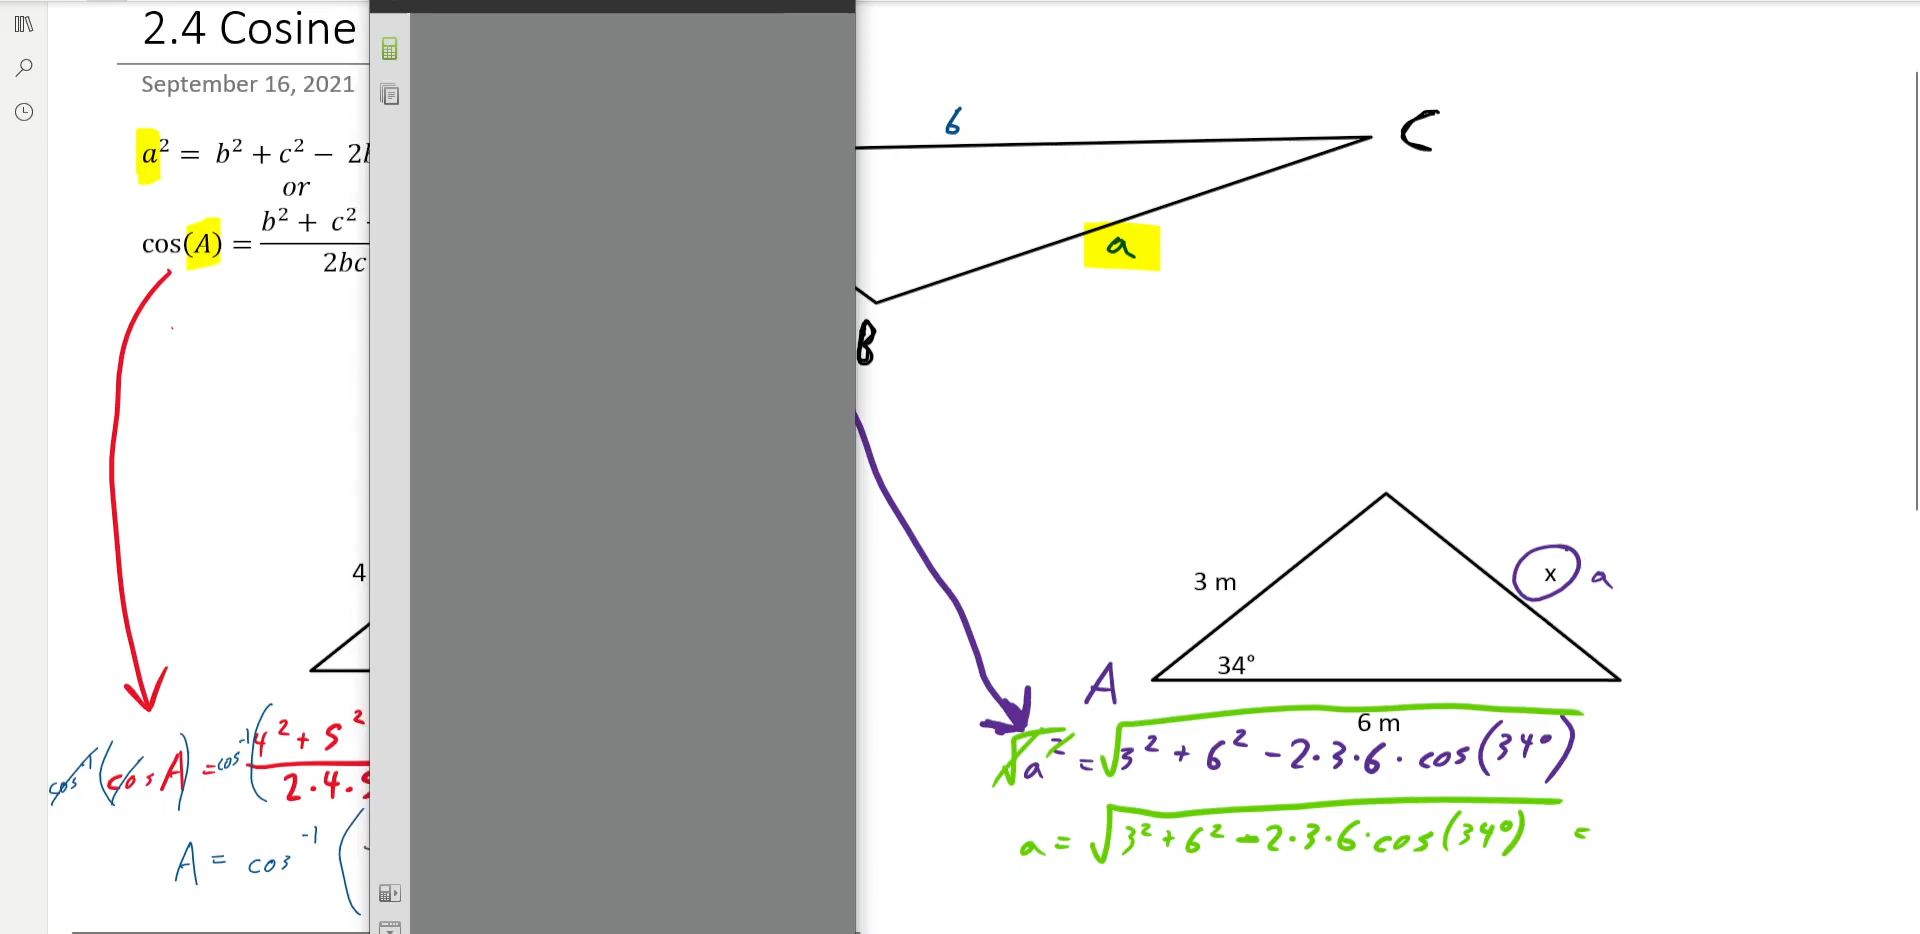 2.4 Cosine
September 16, 2021
a² = b² + c² − 2
or
cos(A) = b² + c²
2bc
6
C
a
B
4
3 m
x
a
34°
A
6 m
cos⁻¹(cos A) = cos⁻¹(4² + 5²
2·4·
A = cos⁻¹(
√a² = √3² + 6² − 2·3·6·cos(34°)
a = √3² + 6² − 2·3·6·cos(34°) =